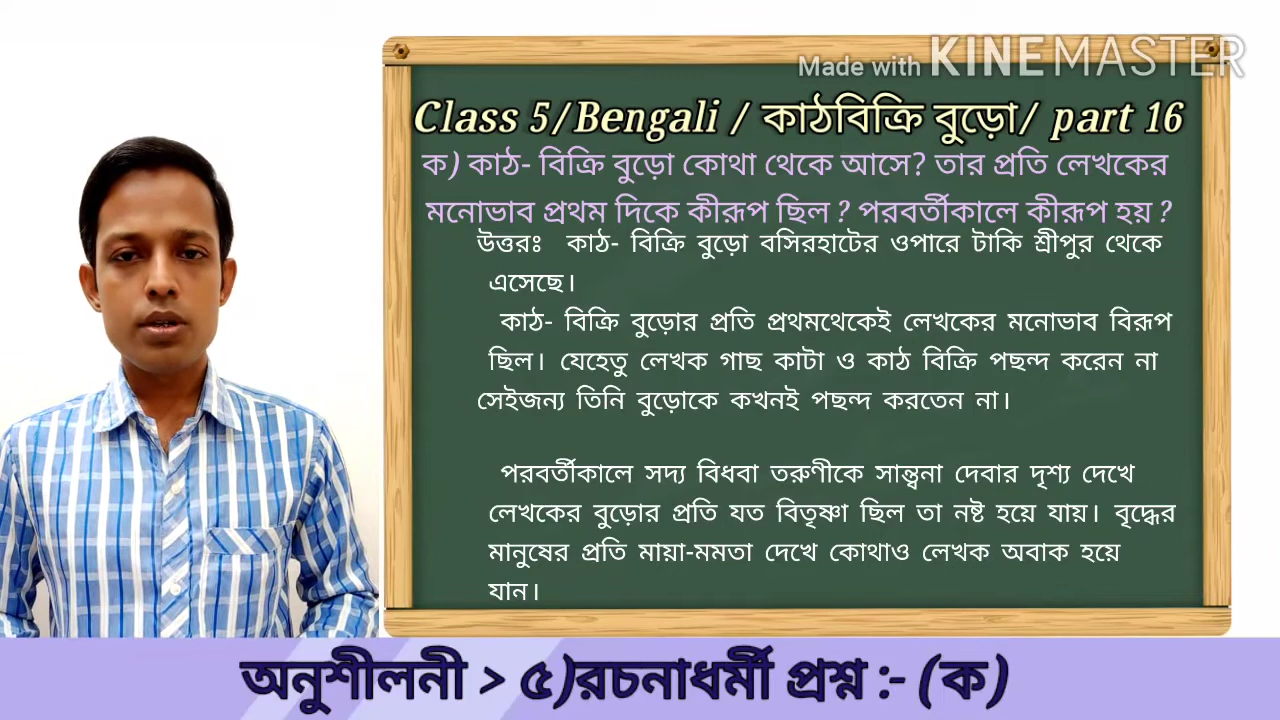 Made with KINEMASTER
Class 5/Bengali / কাঠবিক্রি বুড়ো/ part 16
ক) কাঠ- বিক্রি বুড়ো কোথা থেকে আসে? তার প্রতি লেখকের
মনোভাব প্রথম দিকে কীরূপ ছিল ? পরবর্তীকালে কীরূপ হয় ?
উত্তরঃ কাঠ- বিক্রি বুড়ো বসিরহাটের ওপারে টাকি শ্রীপুর থেকে
এসেছে।
কাঠ- বিক্রি বুড়োর প্রতি প্রথমথেকেই লেখকের মনোভাব বিরূপ
ছিল। যেহেতু লেখক গাছ কাটা ও কাঠ বিক্রি পছন্দ করেন না
সেইজন্য তিনি বুড়োকে কখনই পছন্দ করতেন না।
পরবর্তীকালে সদ্য বিধবা তরুণীকে সান্ত্বনা দেবার দৃশ্য দেখে
লেখকের বুড়োর প্রতি যত বিতৃষ্ণা ছিল তা নষ্ট হয়ে যায়। বৃদ্ধের
মানুষের প্রতি মায়া-মমতা দেখে কোথাও লেখক অবাক হয়ে
যান।
অনুশীলনী > ৫)রচনাধর্মী প্রশ্ন :- (ক)